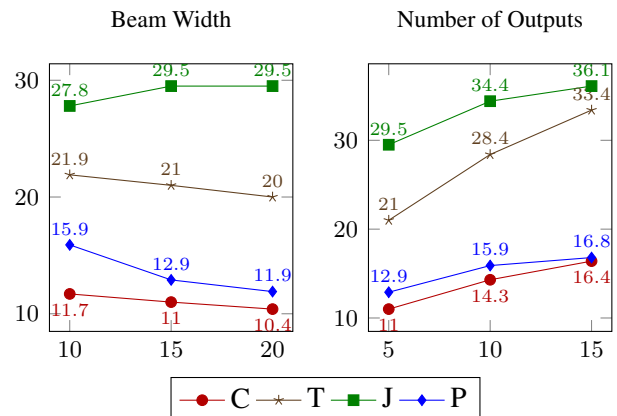 Beam Width
Number of Outputs
30
20
10
27.8 29.5 29.5
21.9 21 20
15.9 12.9 11.9
11.7 11 10.4
10 15 20
30
20
10
29.5 34.4 36.1
21 28.4 33.4
12.9 15.9 16.8
11 14.3 16.4
5 10 15
C T J P